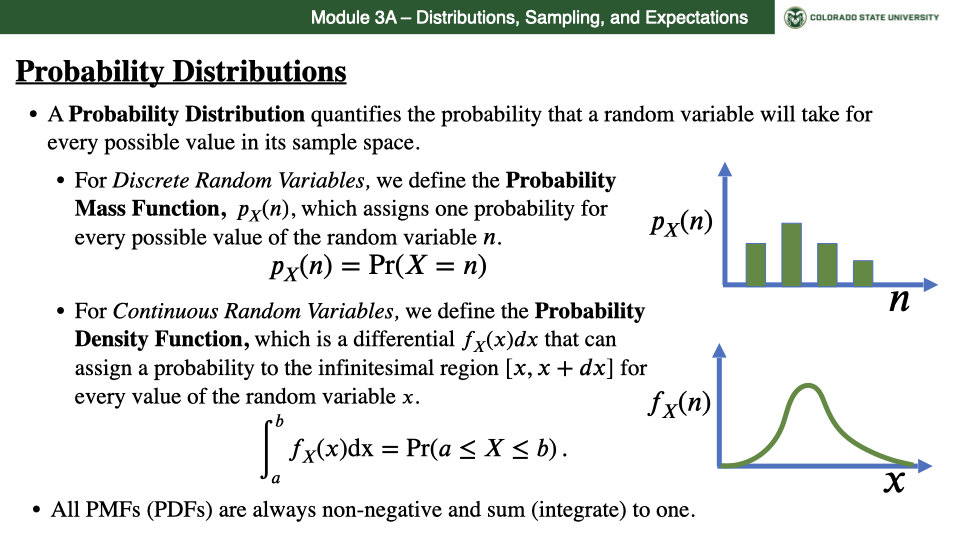 Module 3A – Distributions, Sampling, and Expectations
COLORADO STATE UNIVERSITY
Probability Distributions
• A Probability Distribution quantifies the probability that a random variable will take for
every possible value in its sample space.
• For Discrete Random Variables, we define the Probability
Mass Function, p_X(n), which assigns one probability for
every possible value of the random variable n.
p_X(n) = Pr(X = n)
p_X(n)
n
• For Continuous Random Variables, we define the Probability
Density Function, which is a differential f_X(x)dx that can
assign a probability to the infinitesimal region [x, x + dx] for
every value of the random variable x.
∫_a^b f_X(x)dx = Pr(a ≤ X ≤ b).
f_X(n)
x
• All PMFs (PDFs) are always non-negative and sum (integrate) to one.